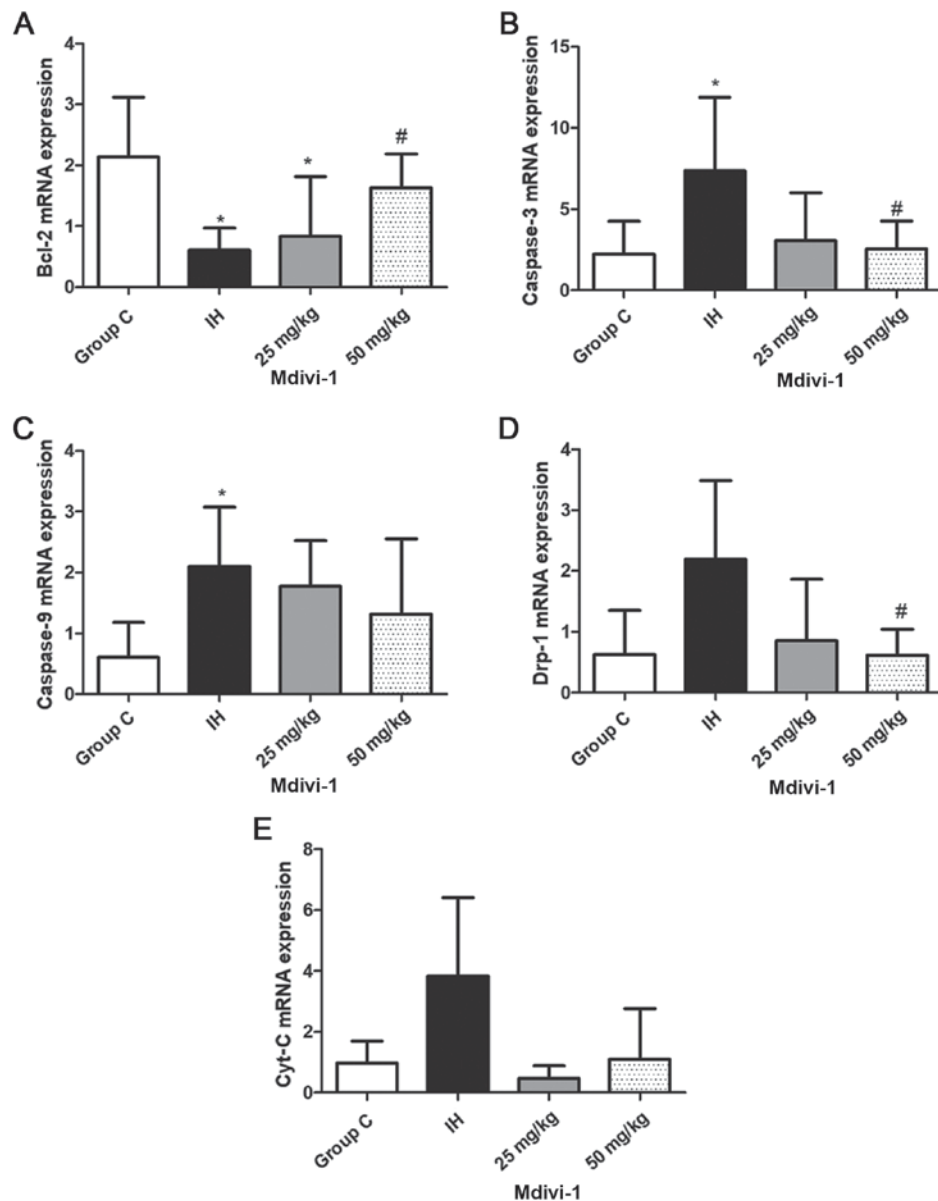 A
Bcl-2 mRNA expression
4
3
2
1
0
*
*
#
Group C
IH
25 mg/kg
50 mg/kg
Mdivi-1
B
Caspase-3 mRNA expression
15
10
5
0
*
#
Group C
IH
25 mg/kg
50 mg/kg
Mdivi-1
C
Caspase-9 mRNA expression
4
3
2
1
0
*
Group C
IH
25 mg/kg
50 mg/kg
Mdivi-1
D
Drp-1 mRNA expression
4
3
2
1
0
#
Group C
IH
25 mg/kg
50 mg/kg
Mdivi-1
E
Cyt-C mRNA expression
8
6
4
2
0
Group C
IH
25 mg/kg
50 mg/kg
Mdivi-1